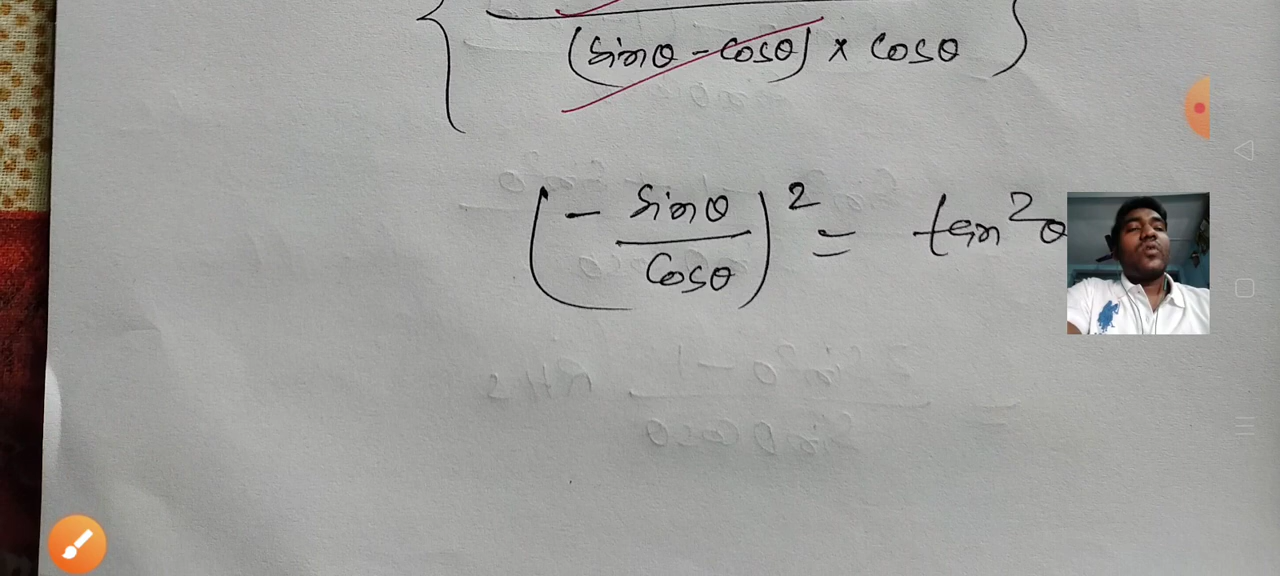 (sinθ - cosθ) × cosθ
(- sinθ / cosθ)² = tan²θ